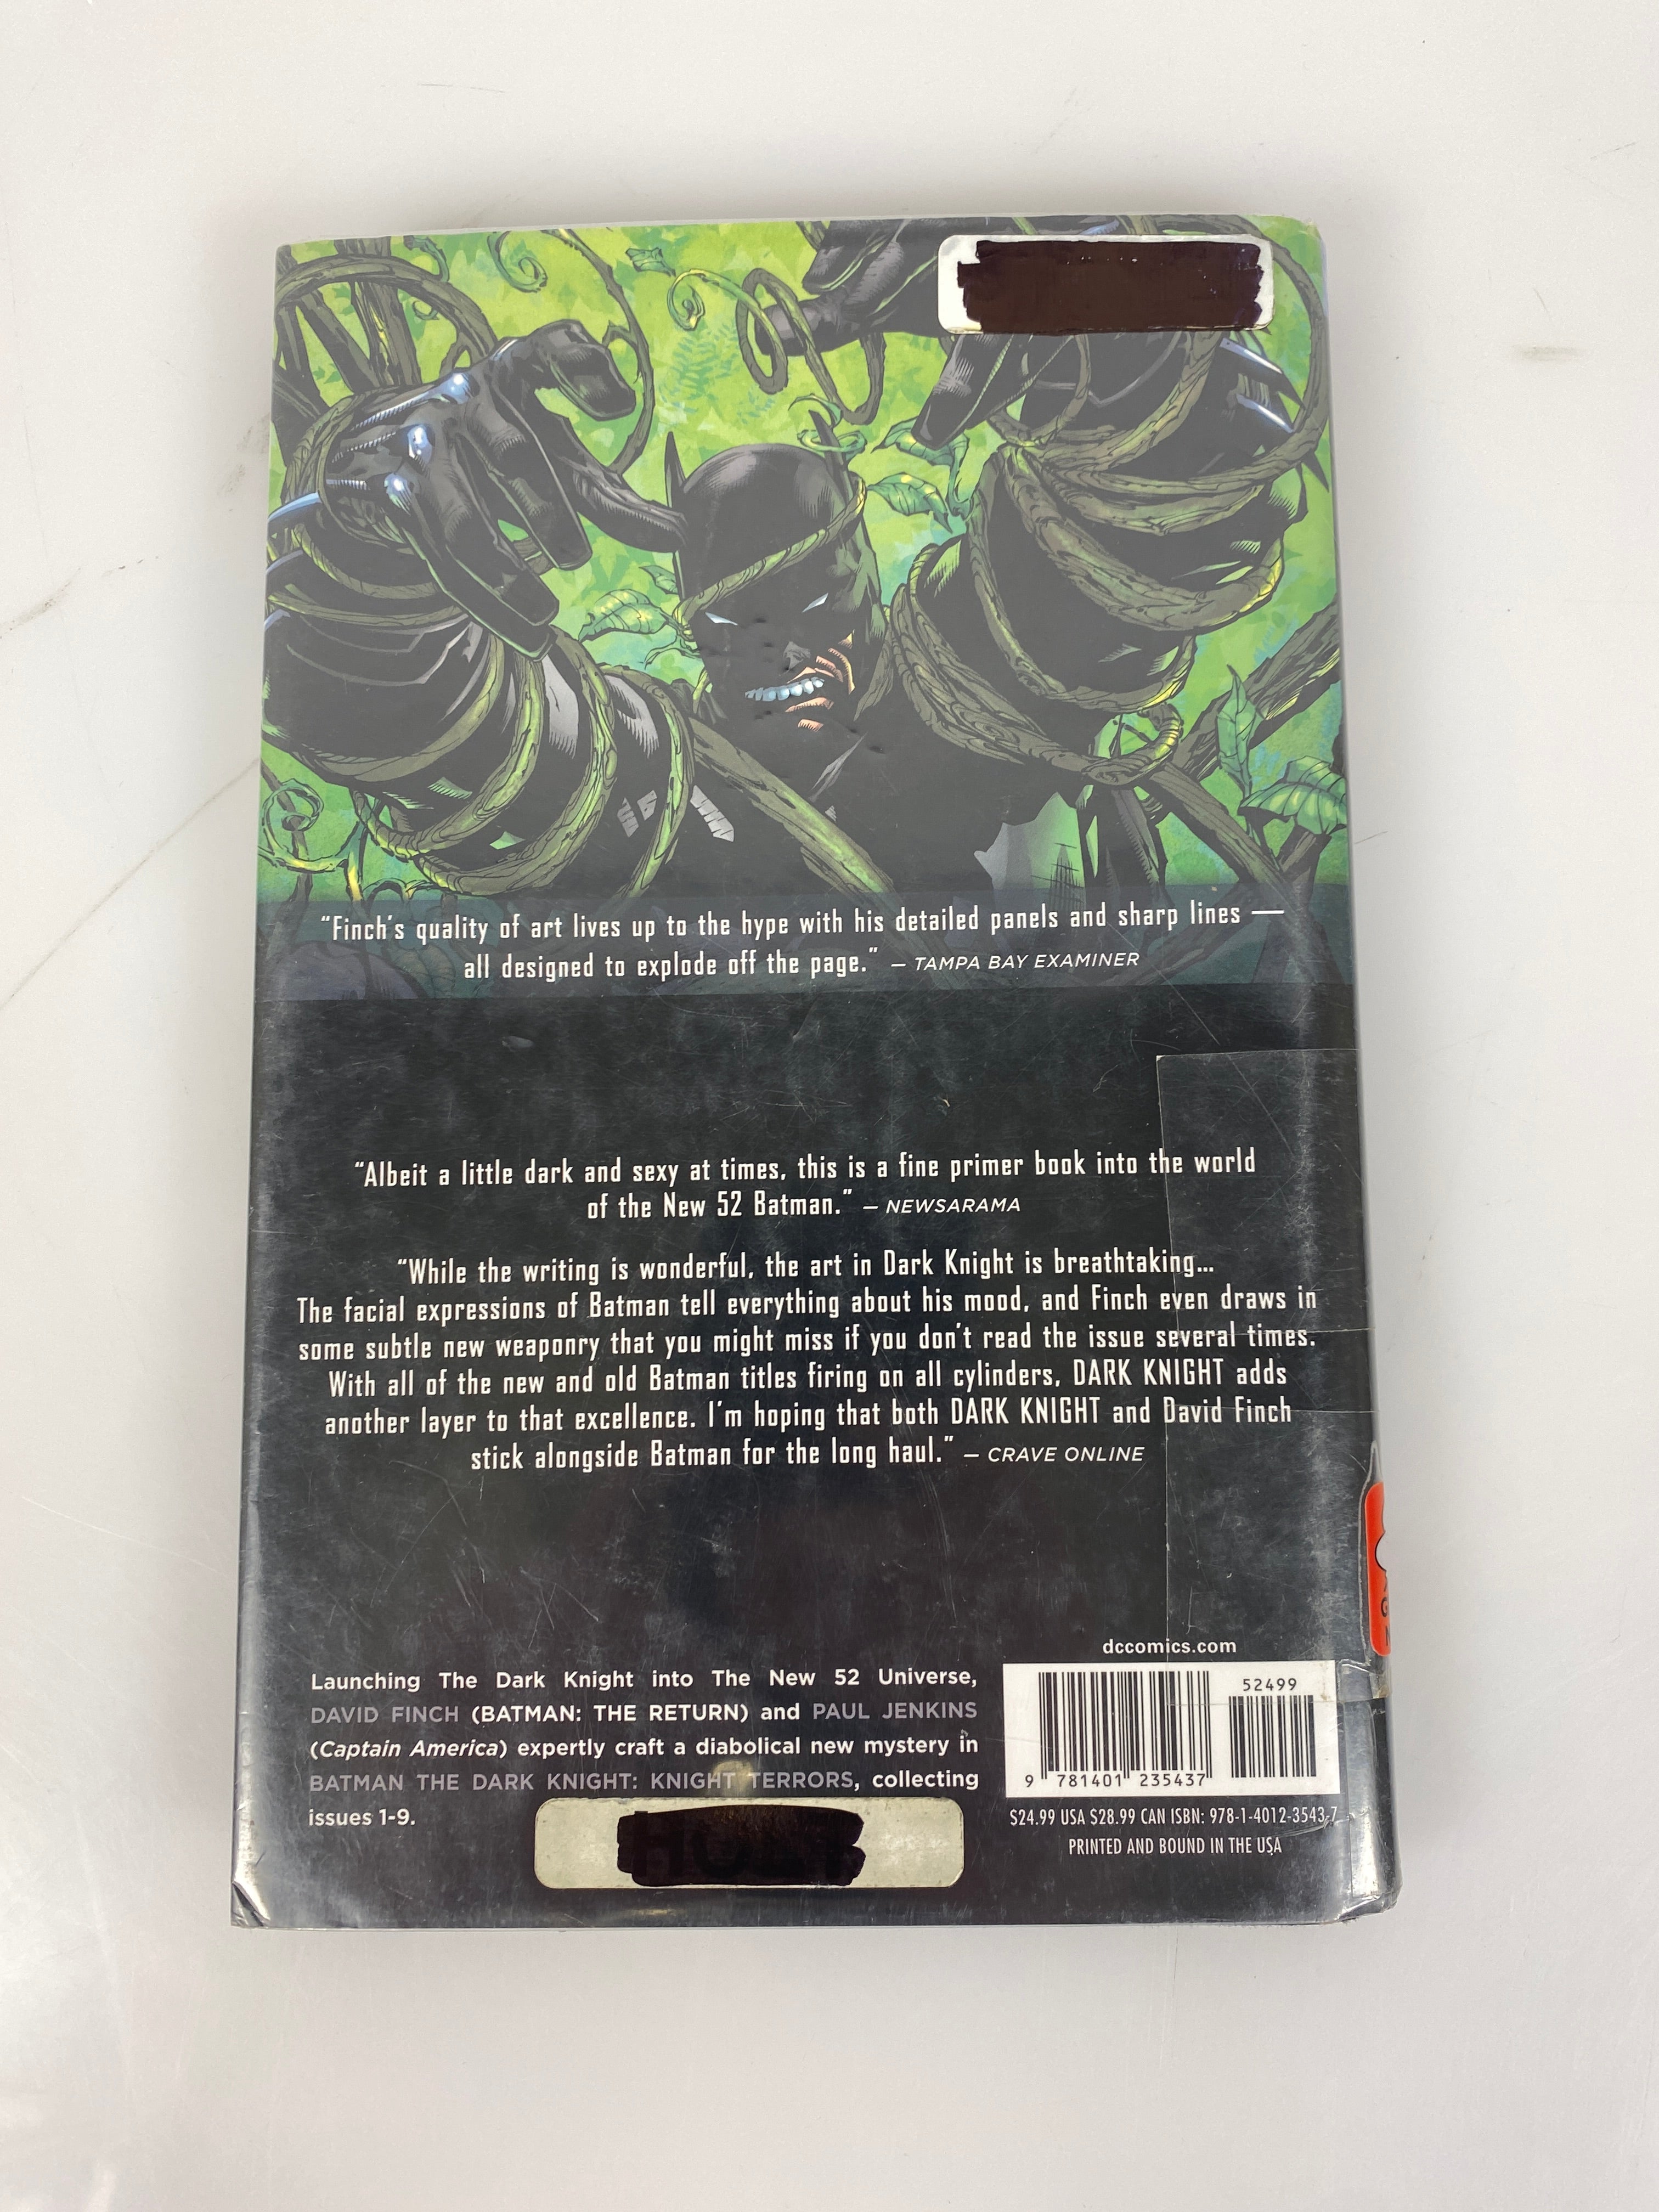 “Finch's quality of art lives up to the hype with his detailed panels and sharp lines —
all designed to explode off the page.” — TAMPA BAY EXAMINER
“Albeit a little dark and sexy at times, this is a fine primer book into the world
of the New 52 Batman.” — NEWSARAMA
“While the writing is wonderful, the art in Dark Knight is breathtaking...
The facial expressions of Batman tell everything about his mood, and Finch even draws in
some subtle new weaponry that you might miss if you don't read the issue several times.
With all of the new and old Batman titles firing on all cylinders, DARK KNIGHT adds
another layer to that excellence. I'm hoping that both DARK KNIGHT and David Finch
stick alongside Batman for the long haul.” — CRAVE ONLINE
Launching The Dark Knight into The New 52 Universe,
DAVID FINCH (BATMAN: THE RETURN) and PAUL JENKINS
(Captain America) expertly craft a diabolical new mystery in
BATMAN THE DARK KNIGHT: KNIGHT TERRORS, collecting
issues 1-9.
dccomics.com
52499
9 781401 235437
$24.99 USA $28.99 CAN ISBN: 978-1-4012-3543-7
PRINTED AND BOUND IN THE USA